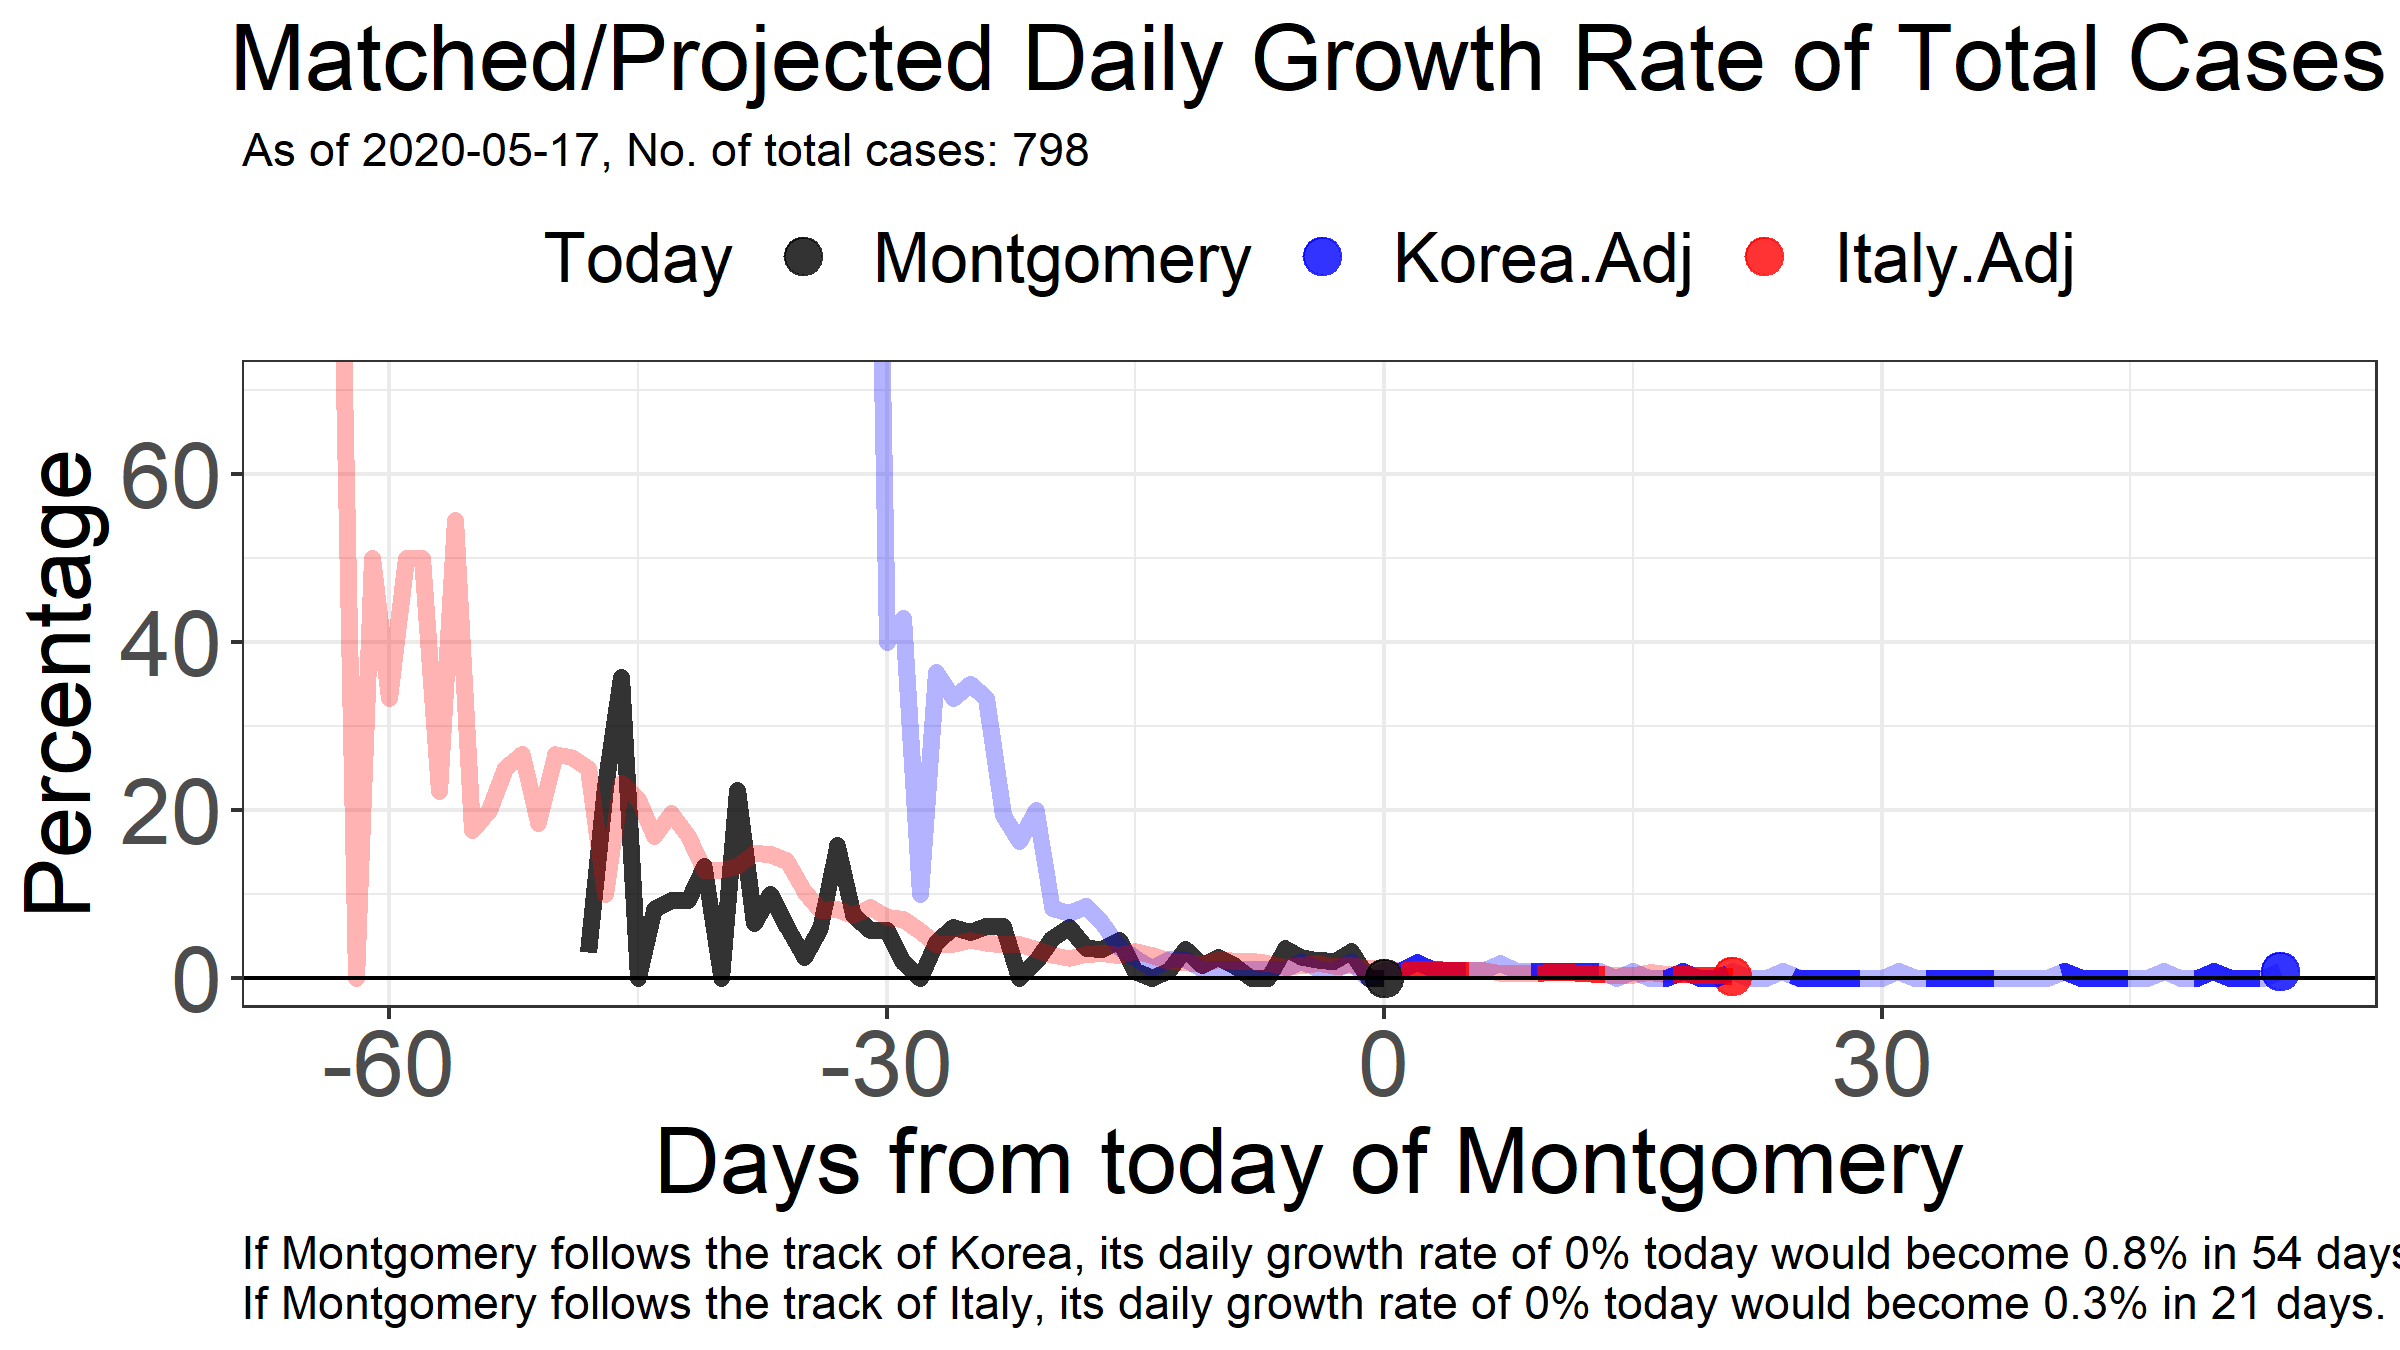 Matched/Projected Daily Growth Rate of Total Cases
As of 2020-05-17, No. of total cases: 798
Today Montgomery Korea.Adj Italy.Adj
Percentage
60
40
20
0
-60 -30 0 30
Days from today of Montgomery
If Montgomery follows the track of Korea, its daily growth rate of 0% today would become 0.8% in 54 days
If Montgomery follows the track of Italy, its daily growth rate of 0% today would become 0.3% in 21 days.